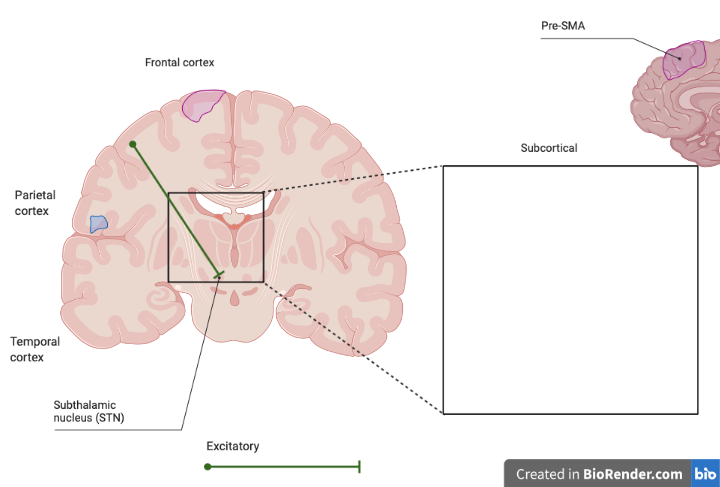 Pre-SMA
Frontal cortex
Subcortical
Parietal
cortex
Temporal
cortex
Subthalamic
nucleus (STN)
Excitatory
Created in BioRender.com bio